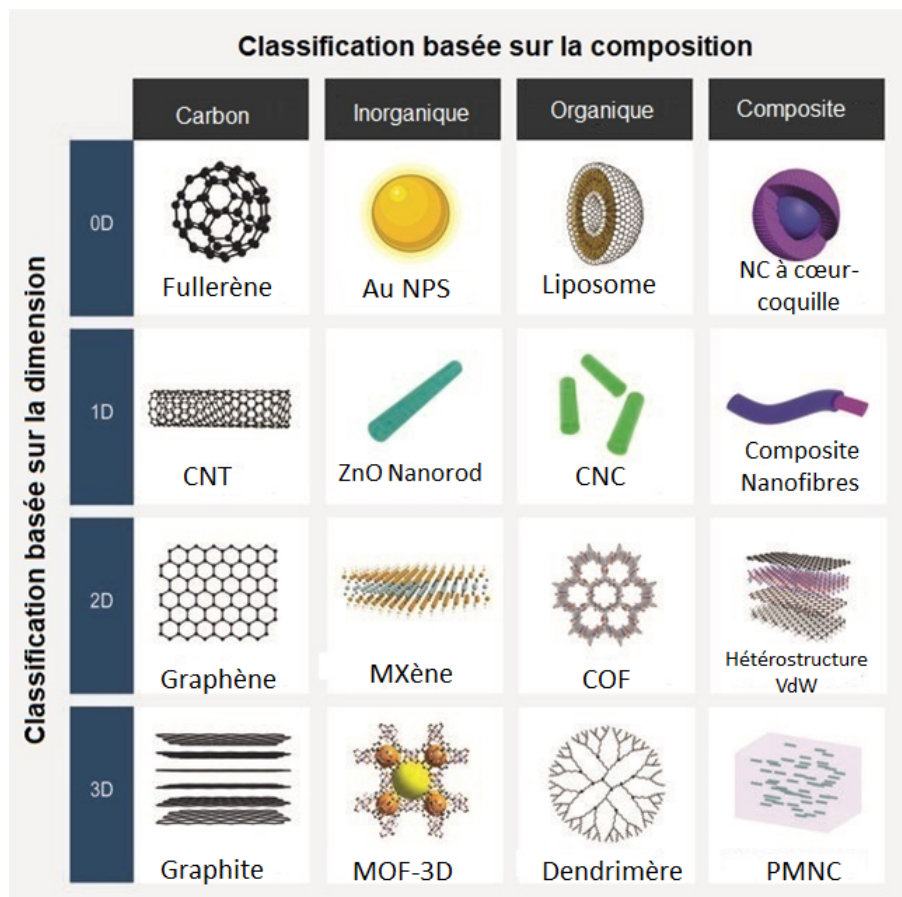 Classification basée sur la composition
Carbon
Inorganique
Organique
Composite
Classification basée sur la dimension
0D
Fullerène
Au NPS
Liposome
NC à cœur-
coquille
1D
CNT
ZnO Nanorod
CNC
Composite
Nanofibres
2D
Graphène
MXène
COF
Hétérostructure
VdW
3D
Graphite
MOF-3D
Dendrimère
PMNC